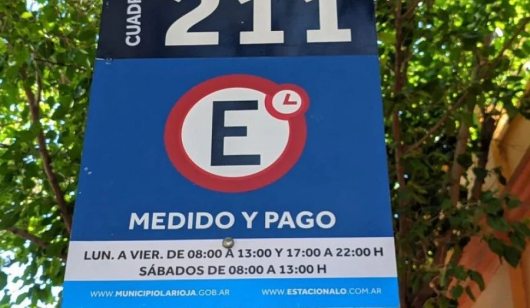 211
E
MEDIDO Y PAGO
LUN. A VIER. DE 08:00 A 13:00 Y 17:00 A 22:00 H
SÁBADOS DE 08:00 A 13:00 H
WWW.MUNICIPIOLARIOJA.GOB.AR WWW.ESTACIONALO.COM.AR